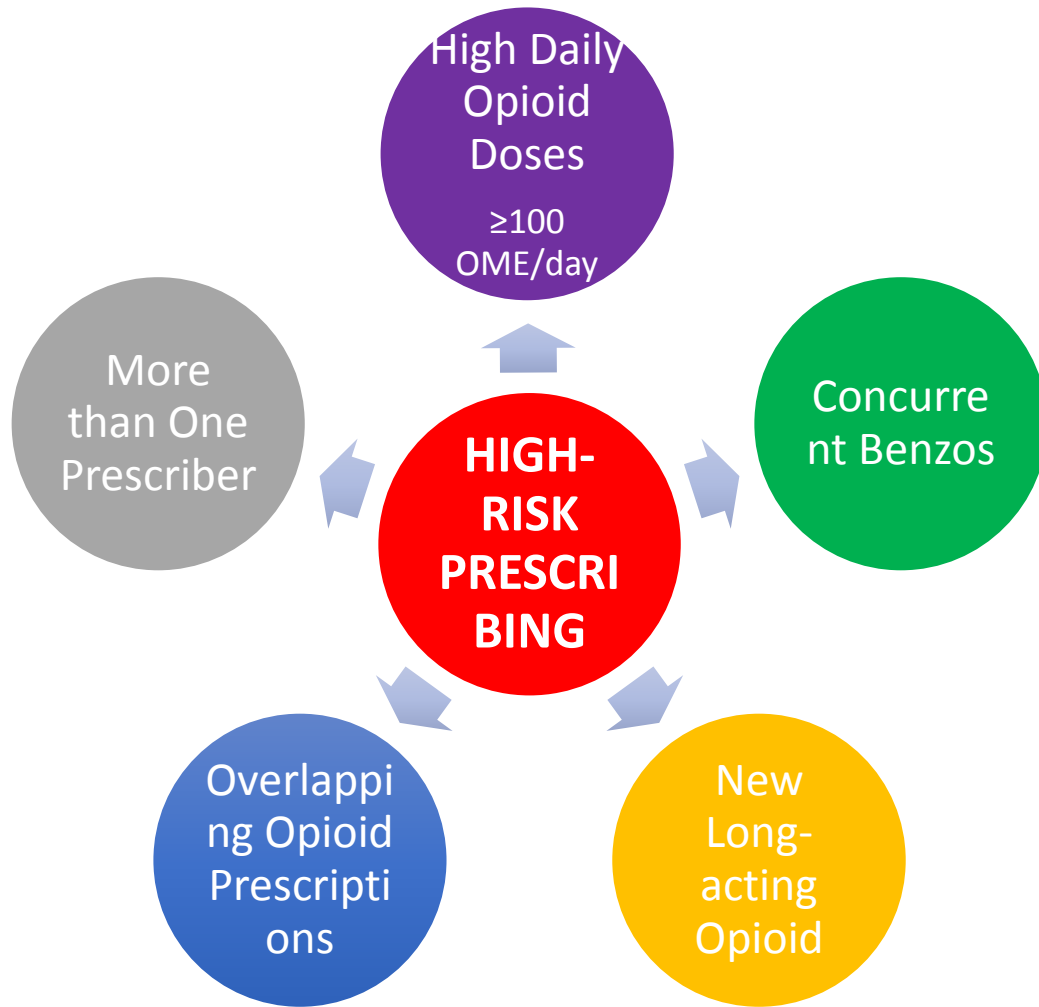 High Daily
Opioid
Doses
≥100
OME/day
More
than One
Prescriber
Concurre
nt Benzos
HIGH-
RISK
PRESCRI
BING
Overlappi
ng Opioid
Prescripti
ons
New
Long-
acting
Opioid